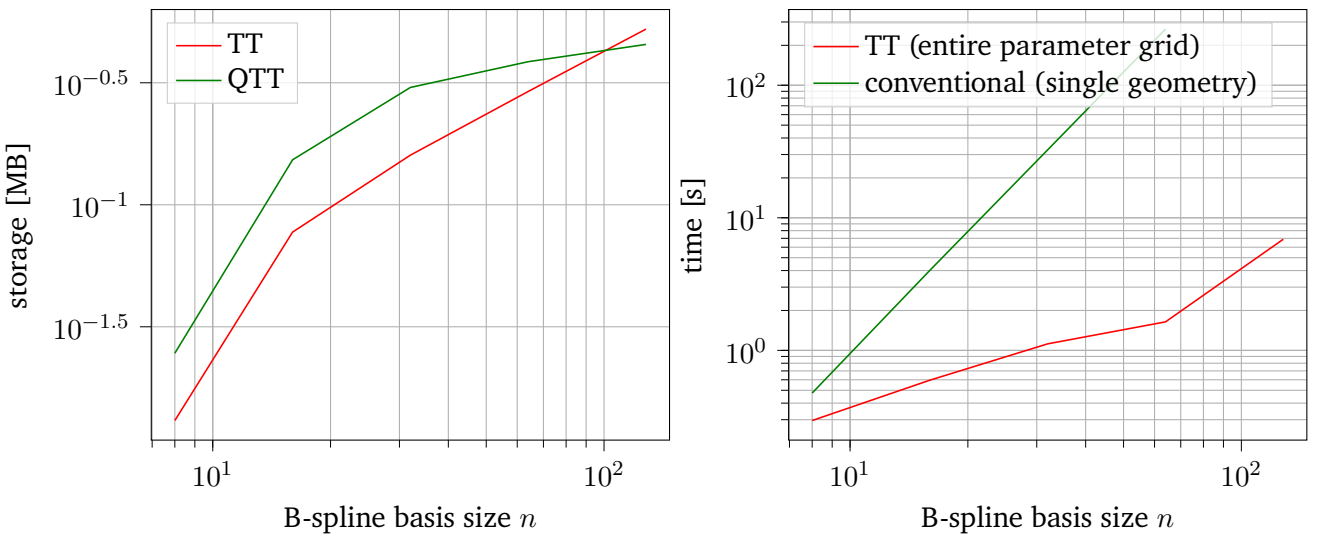 TT
QTT
10^{-0.5}
10^{-1}
10^{-1.5}
storage [MB]
10^1
10^2
B-spline basis size n
TT (entire parameter grid)
conventional (single geometry)
10^2
10^1
10^0
time [s]
10^1
10^2
B-spline basis size n